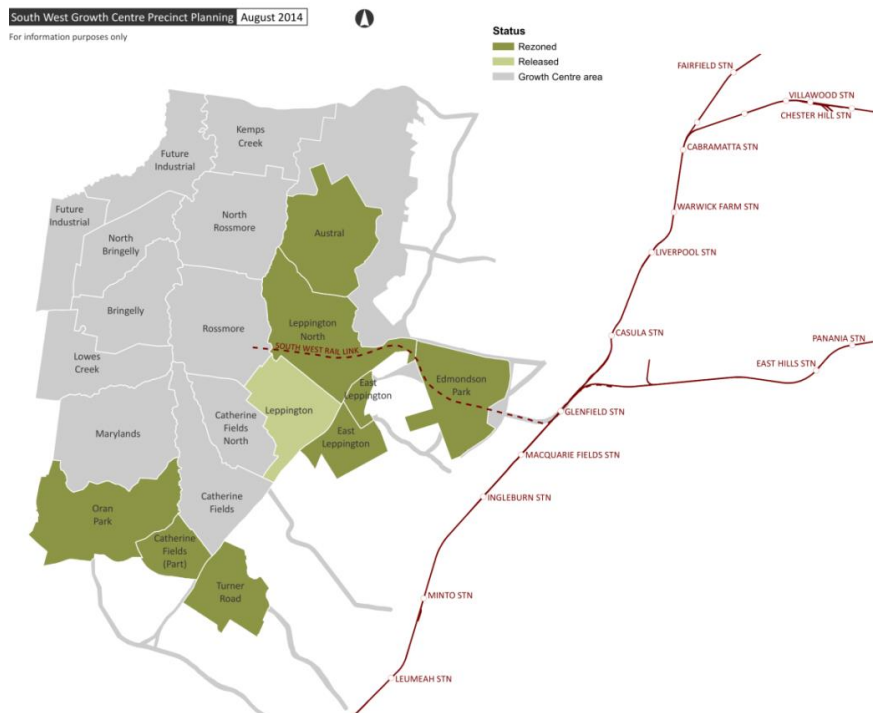 South West Growth Centre Precinct Planning August 2014
For information purposes only
Status
Rezoned
Released
Growth Centre area
FAIRFIELD STN
VILLAWOOD STN
CHESTER HILL STN
CABRAMATTA STN
WARWICK FARM STN
LIVERPOOL STN
CASULA STN
PANANIA STN
EAST HILLS STN
GLENFIELD STN
MACQUARIE FIELDS STN
INGLEBURN STN
MINTO STN
LEUMEAH STN
Kemps
Creek
Future
Industrial
Future
Industrial
North
Rossmore
North
Bringelly
Austral
Bringelly
Rossmore
Leppington
North
SOUTH WEST RAIL LINK
Lowes
Creek
East
Leppington
Edmondson
Park
Leppington
Marylands
Catherine
Fields
North
East
Leppington
Catherine
Fields
Oran
Park
Catherine
Fields
(Part)
Turner
Road